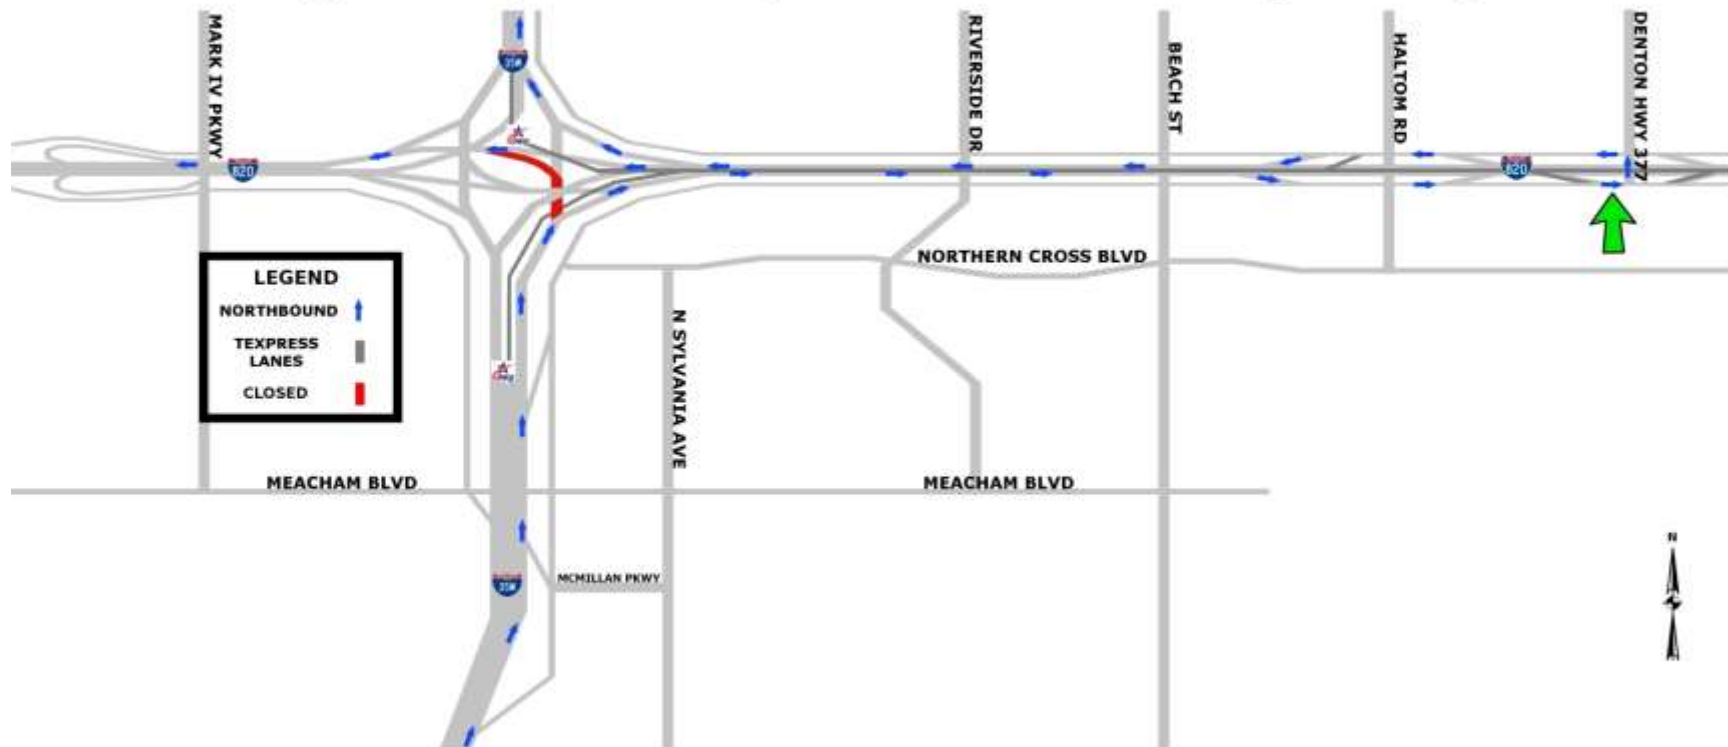 MARK IV PKWY
35W
RIVERSIDE DR
BEACH ST
HALTOM RD
DENTON HWY 377
820
820
NORTHERN CROSS BLVD
LEGEND
NORTHBOUND
TEXPRESS
LANES
CLOSED
N SYLVANIA AVE
MEACHAM BLVD
MEACHAM BLVD
N
MCMILLAN PKWY
35W